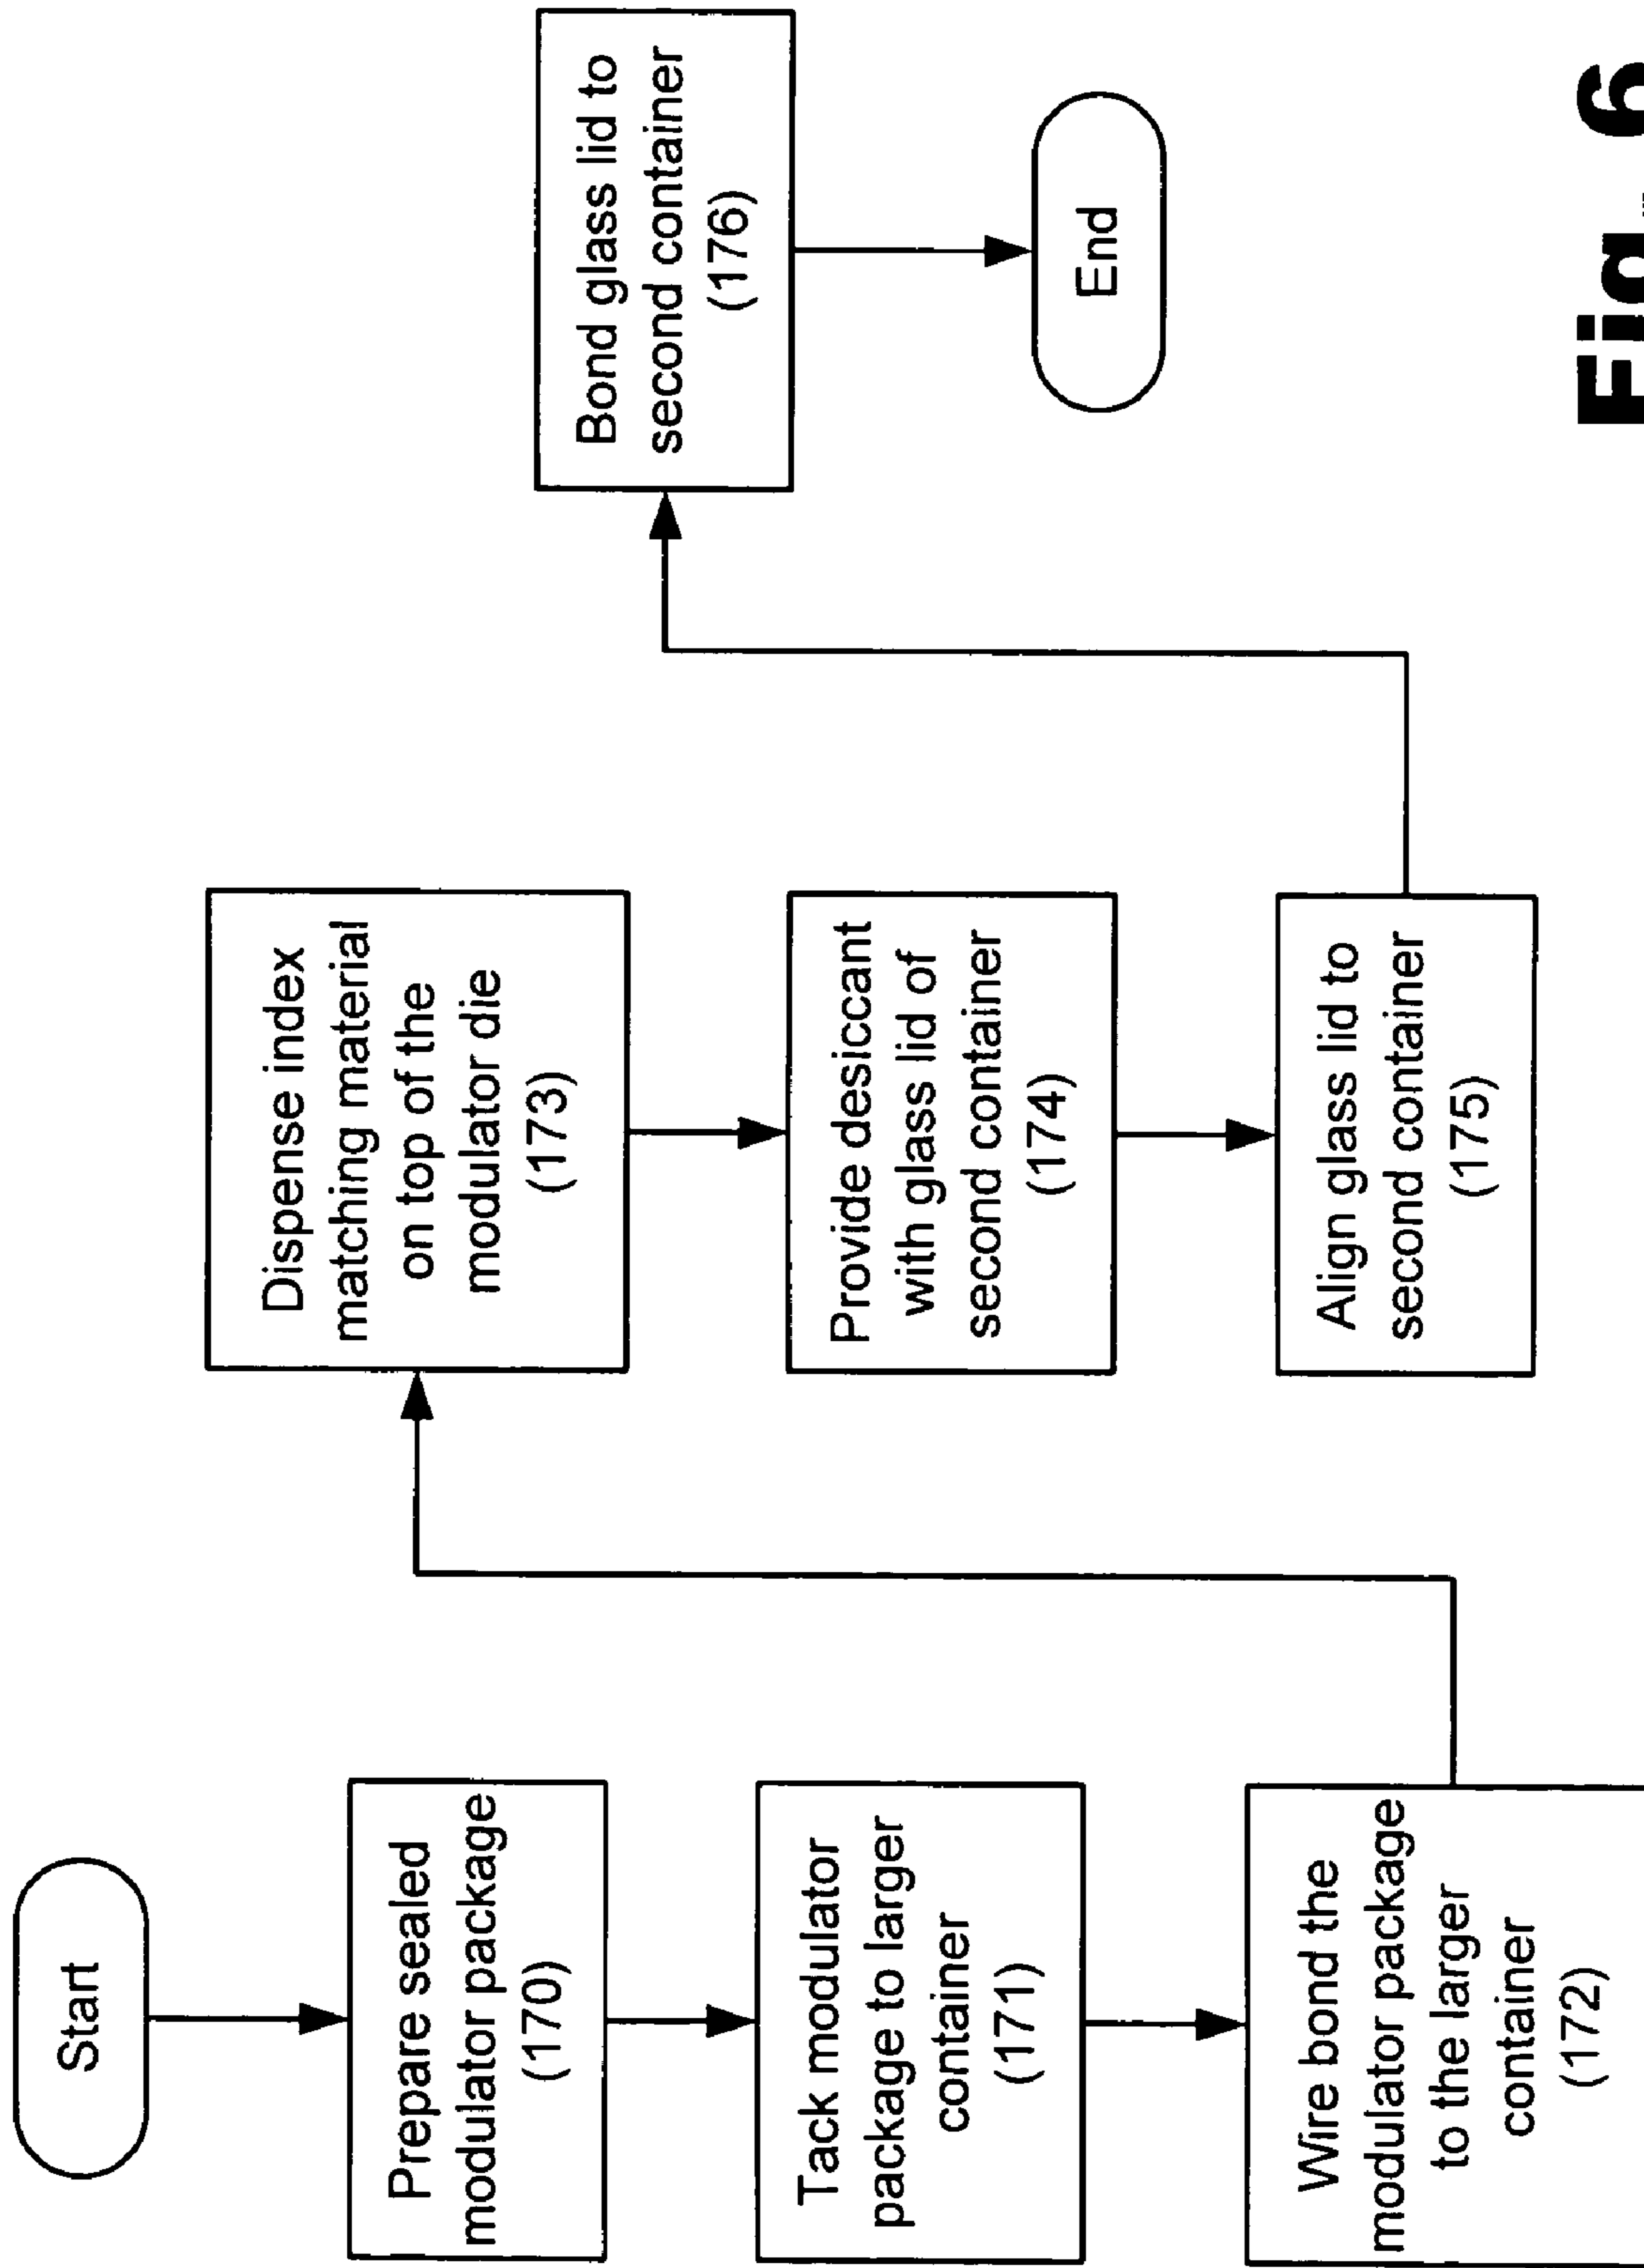 Start
Prepare sealed
modulator package
(170)
Tack modulator
package to larger
container
(171)
Wire bond the
modulator package
to the larger
container
(172)
Dispense index
matching material
on top of the
modulator die
(173)
Provide desiccant
with glass lid of
second container
(174)
Align glass lid to
second container
(175)
Bond glass lid to
second container
(176)
End
Fig. 6